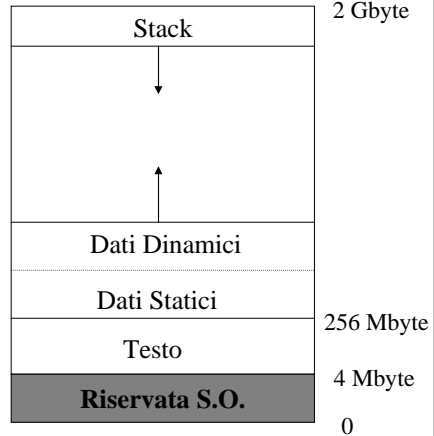 2 Gbyte
Stack
Dati Dinamici
Dati Statici
256 Mbyte
Testo
4 Mbyte
Riservata S.O.
0